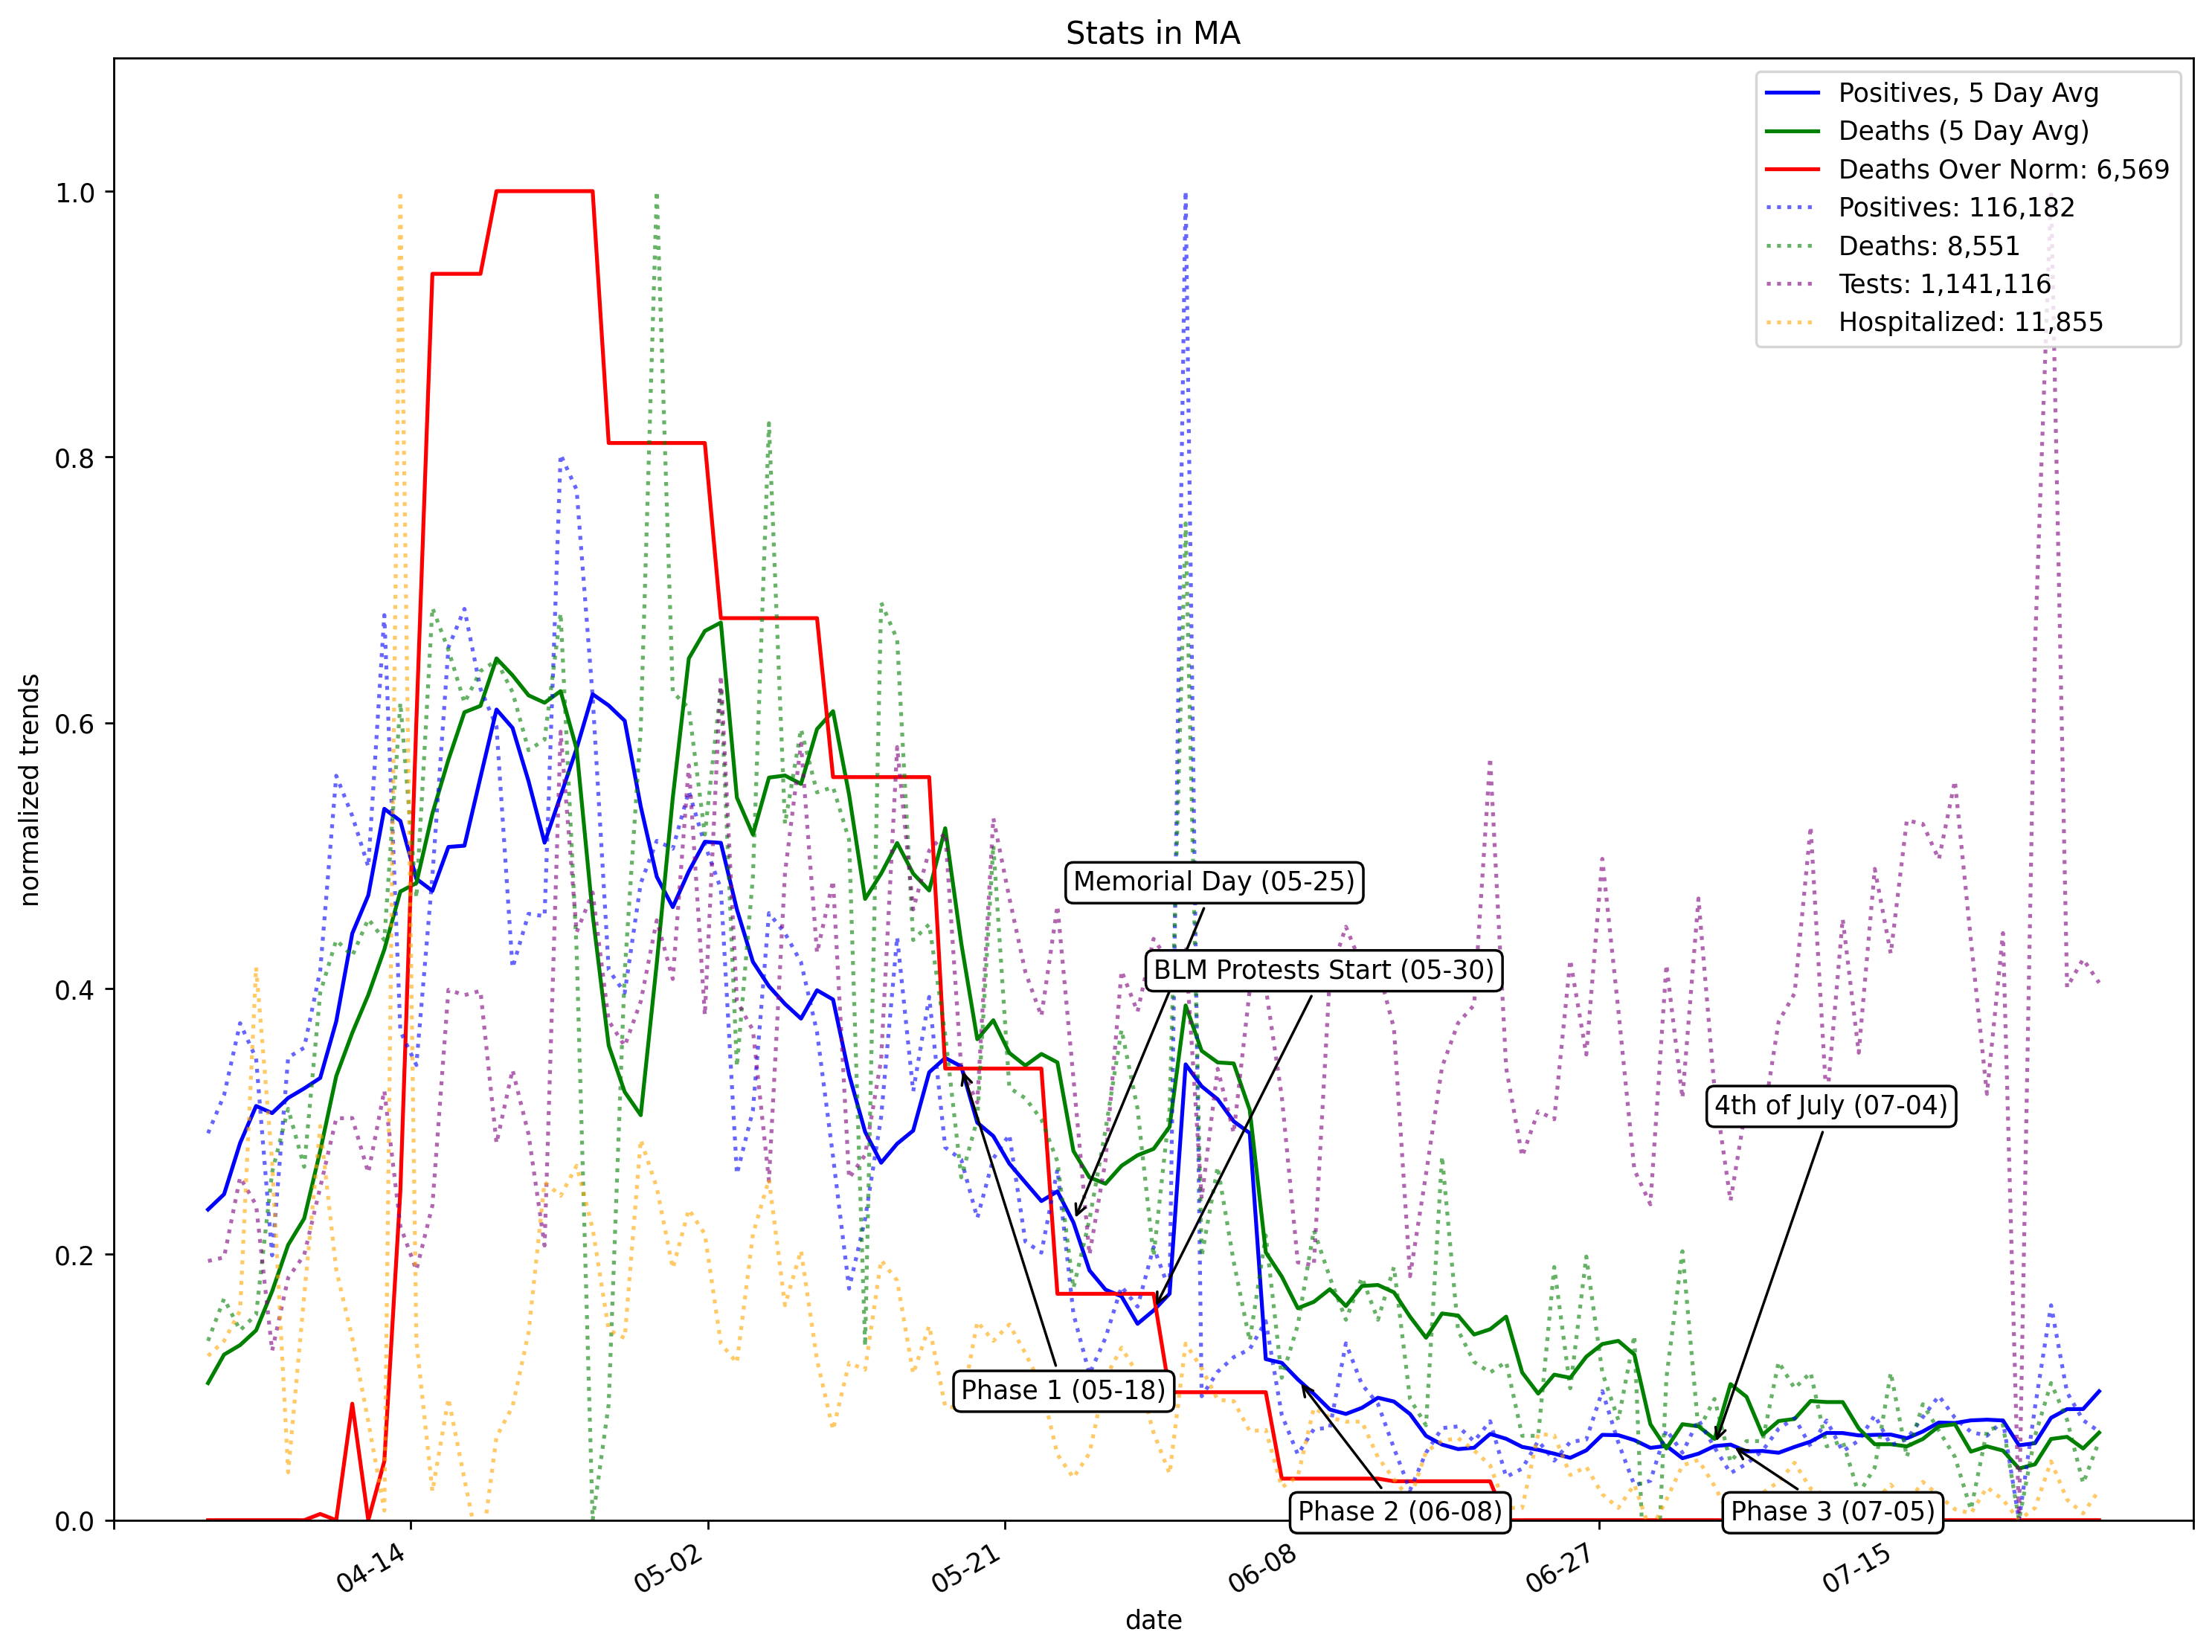 Stats in MA
Positives, 5 Day Avg
Deaths (5 Day Avg)
Deaths Over Norm: 6,569
Positives: 116,182
Deaths: 8,551
Tests: 1,141,116
Hospitalized: 11,855
1.0
0.8
0.6
0.4
0.2
0.0
normalized trends
Memorial Day (05-25)
BLM Protests Start (05-30)
4th of July (07-04)
Phase 1 (05-18)
Phase 2 (06-08)
Phase 3 (07-05)
04-14
05-02
05-21
06-08
06-27
07-15
date